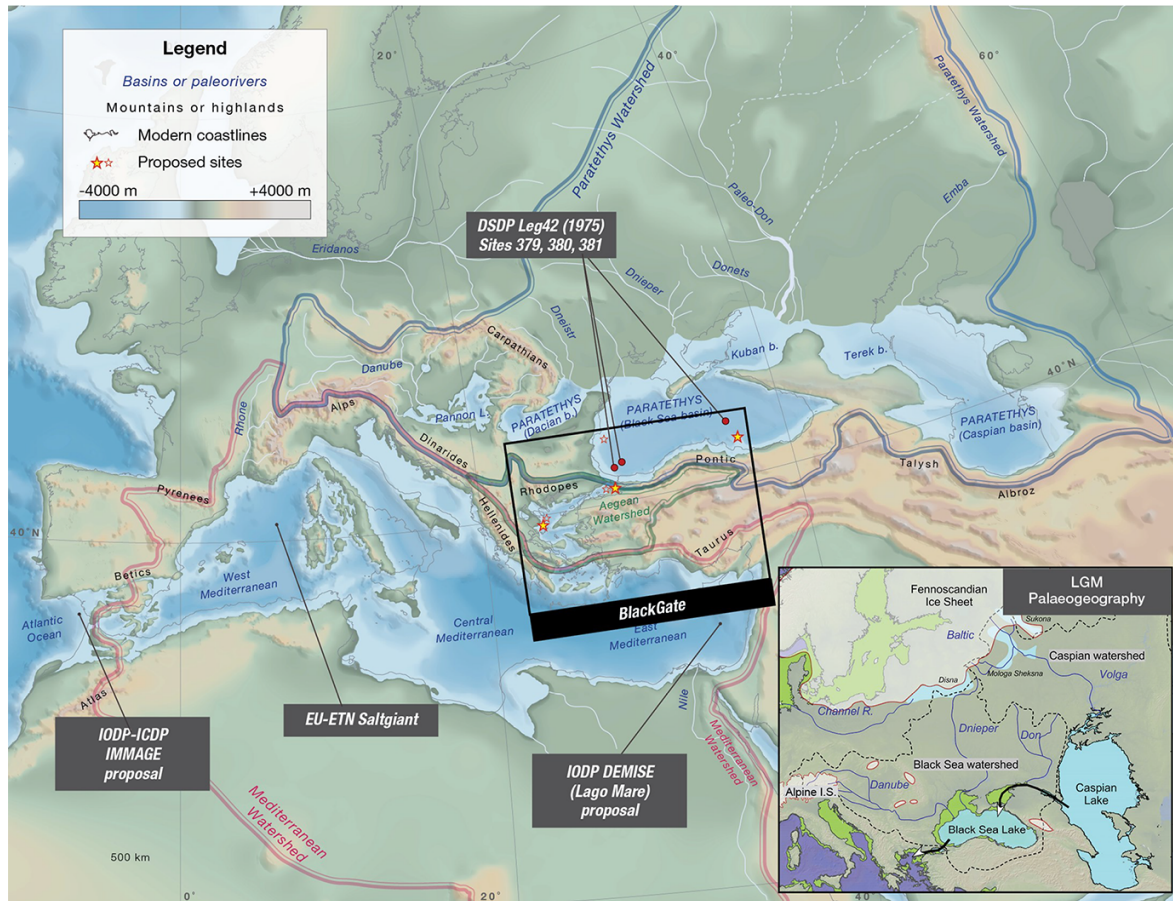 Legend
Basins or paleorivers
Mountains or highlands
Modern coastlines
Proposed sites
-4000 m +4000 m
20°
40
60
Paratethys Watershed
Paratethys Watershed
DSDP Leg42 (1975)
Sites 379, 380, 381
Eridanos
Paleo-Don
Emba
Dnieper
Donets
Dneistr
Carpathians
Danube
Kuban b.
Terek b.
40°N
Rhone
Alps
Pannon L.
PARATETHYS
(Dacian b.)
PARATETHYS
(Black Sea basin)
PARATETHYS
(Caspian basin)
Dinarides
Pyrenees
Pontic
Talysh
Albroz
Rhodopes
Aegean
Watershed
Hellenides
Taurus
40°N
Betics
West
Mediterranean
Atlantic
Ocean
Central
Mediterranean
BlackGate
East
Mediterranean
Atlas
Nile
EU-ETN Saltgiant
IODP-ICDP
IMMAGE
proposal
IODP DEMISE
(Lago Mare)
proposal
Mediterranean
Watershed
Mediterranean
Watershed
500 km
0°
20°
LGM
Palaeogeography
Fennoscandian
Ice Sheet
Sukona
Baltic
Caspian watershed
Mologa Sheksna
Disna
Volga
Channel R.
Dnieper
Don
Black Sea watershed
Danube
Alpine I.S.
Caspian
Lake
Black Sea Lake